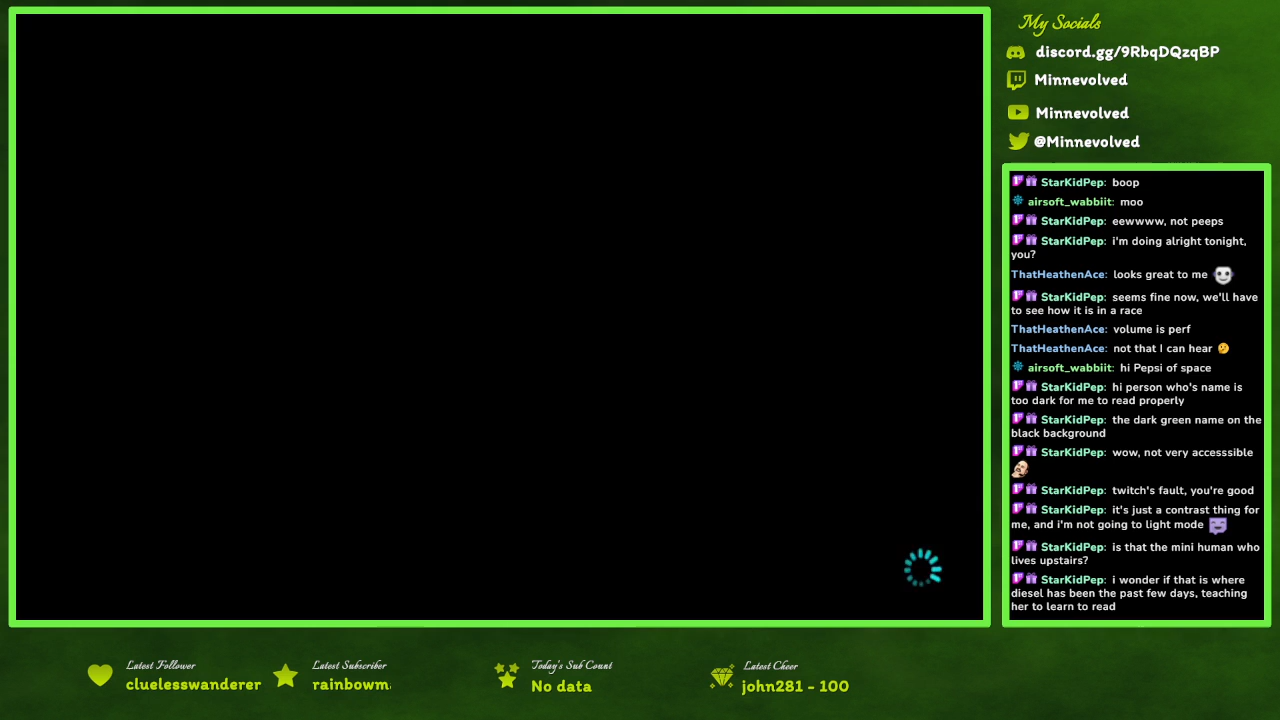 My Socials
discord.gg/9RbqDQzqBP
Minnevolved
Minnevolved
@Minnevolved
StarKidPep: boop
airsoft_wabbiit: moo
StarKidPep: eewwww, not peeps
StarKidPep: i'm doing alright tonight,
you?
ThatHeathenAce: looks great to me
StarKidPep: seems fine now, we'll have
to see how it is in a race
ThatHeathenAce: volume is perf
ThatHeathenAce: not that I can hear
airsoft_wabbiit: hi Pepsi of space
StarKidPep: hi person who's name is
too dark for me to read properly
StarKidPep: the dark green name on the
black background
StarKidPep: wow, not very accesssible
StarKidPep: twitch's fault, you're good
StarKidPep: it's just a contrast thing for
me, and i'm not going to light mode
StarKidPep: is that the mini human who
lives upstairs?
StarKidPep: i wonder if that is where
diesel has been the past few days, teaching
her to learn to read
Latest Follower
cluelesswanderer
Latest Subscriber
rainbowm
Today's Sub Count
No data
Latest Cheer
john281 - 100